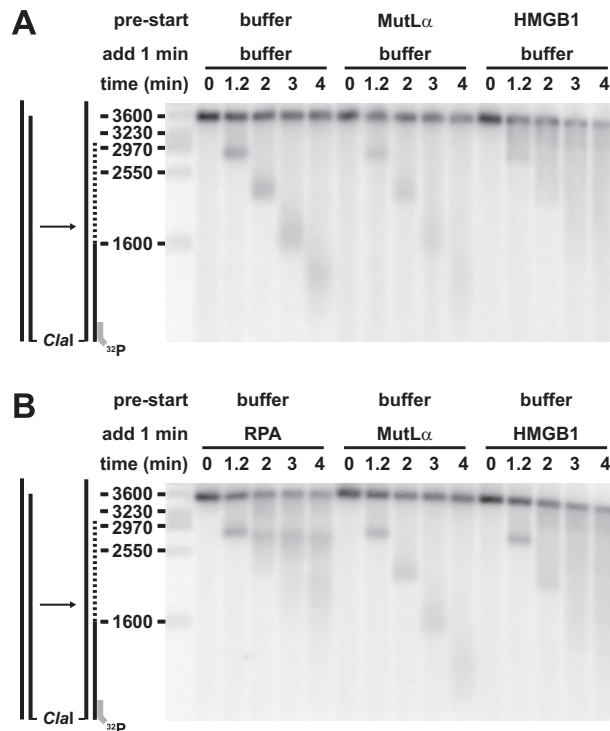 A
pre-start buffer MutLα HMGB1
add 1 min buffer buffer buffer
time (min) 0 1.2 2 3 4 0 1.2 2 3 4 0 1.2 2 3 4
3600
3230
2970
2550
1600
ClaI
32P
B
pre-start buffer buffer buffer
add 1 min RPA MutLα HMGB1
time (min) 0 1.2 2 3 4 0 1.2 2 3 4 0 1.2 2 3 4
3600
3230
2970
2550
1600
ClaI
32P